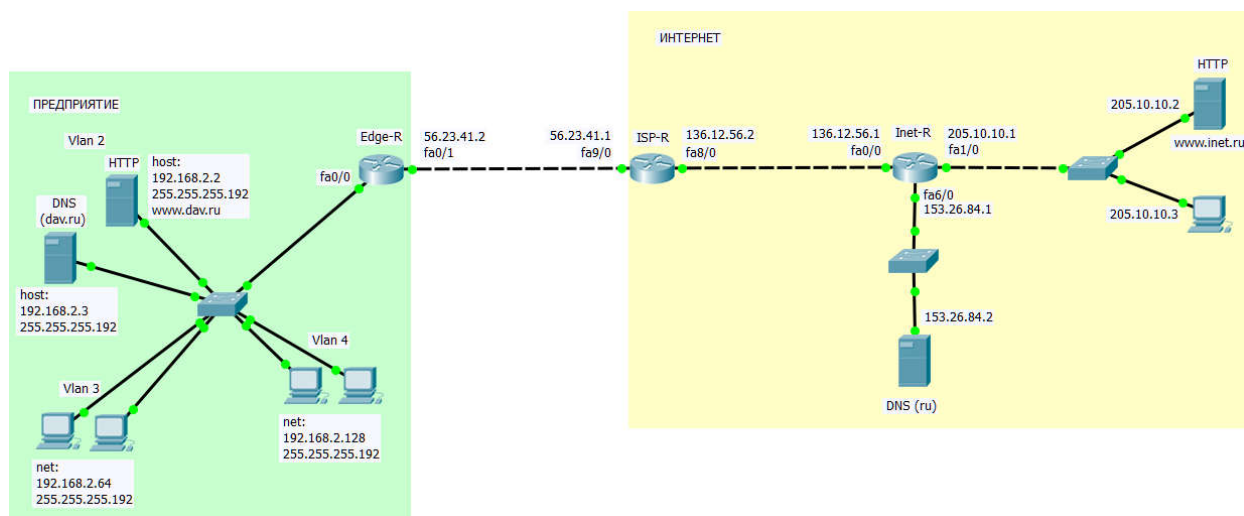 ПРЕДПРИЯТИЕ
Vlan 2
HTTP
host:
192.168.2.2
255.255.255.192
www.dav.ru
DNS
(dav.ru)
host:
192.168.2.3
255.255.255.192
Vlan 3
net:
192.168.2.64
255.255.255.192
Vlan 4
net:
192.168.2.128
255.255.255.192
Edge-R
fa0/0
56.23.41.2
fa0/1
ИНТЕРНЕТ
56.23.41.1
fa9/0
ISP-R
136.12.56.2
fa8/0
136.12.56.1
fa0/0
Inet-R
205.10.10.1
fa1/0
fa6/0
153.26.84.1
153.26.84.2
DNS (ru)
HTTP
205.10.10.2
www.inet.ru
205.10.10.3